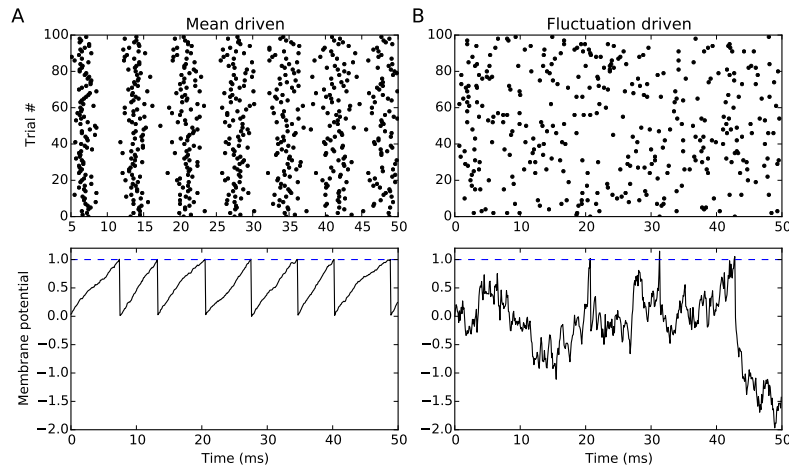 A
Mean driven
B
Fluctuation driven
Trial #
100
80
60
40
20
0
5 10 15 20 25 30 35 40 45 50
100
80
60
40
20
0
0 10 20 30 40 50
Membrane potential
1.0
0.5
0.0
−0.5
−1.0
−1.5
−2.0
0 10 20 30 40 50
Time (ms)
1.0
0.5
0.0
−0.5
−1.0
−1.5
−2.0
0 10 20 30 40 50
Time (ms)